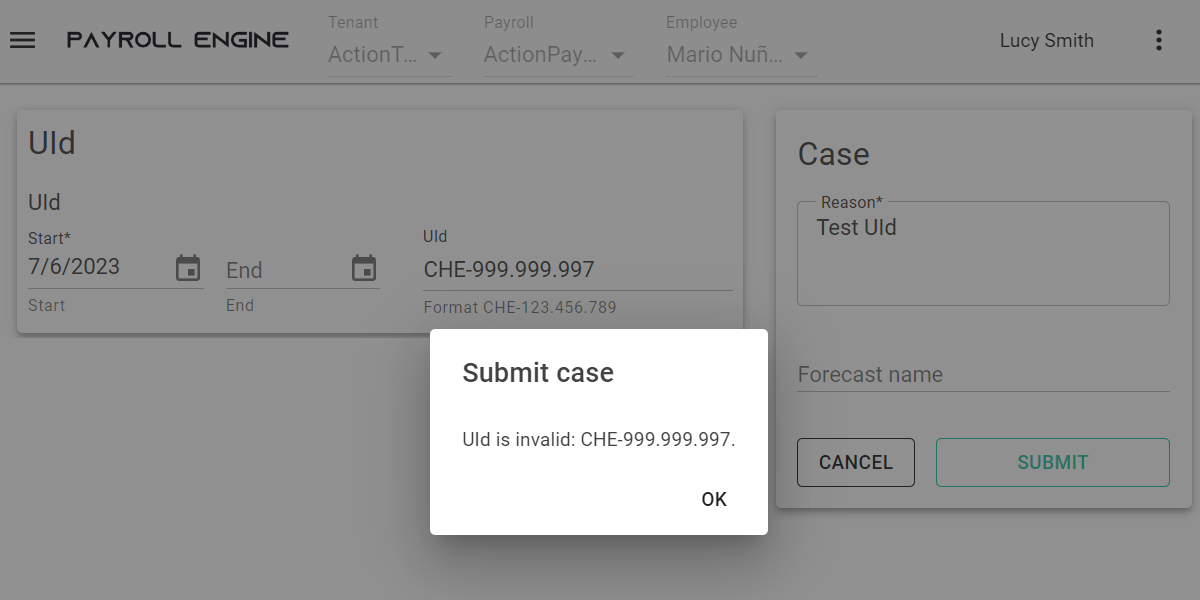 PAYROLL ENGINE
Tenant
ActionT...
Payroll
ActionPay...
Employee
Mario Nuñ...
Lucy Smith
UId
UId
Start*
7/6/2023
Start
End
End
UId
CHE-999.999.997
Format CHE-123.456.789
Case
Reason*
Test UId
Forecast name
CANCEL
SUBMIT
Submit case
UId is invalid: CHE-999.999.997.
OK